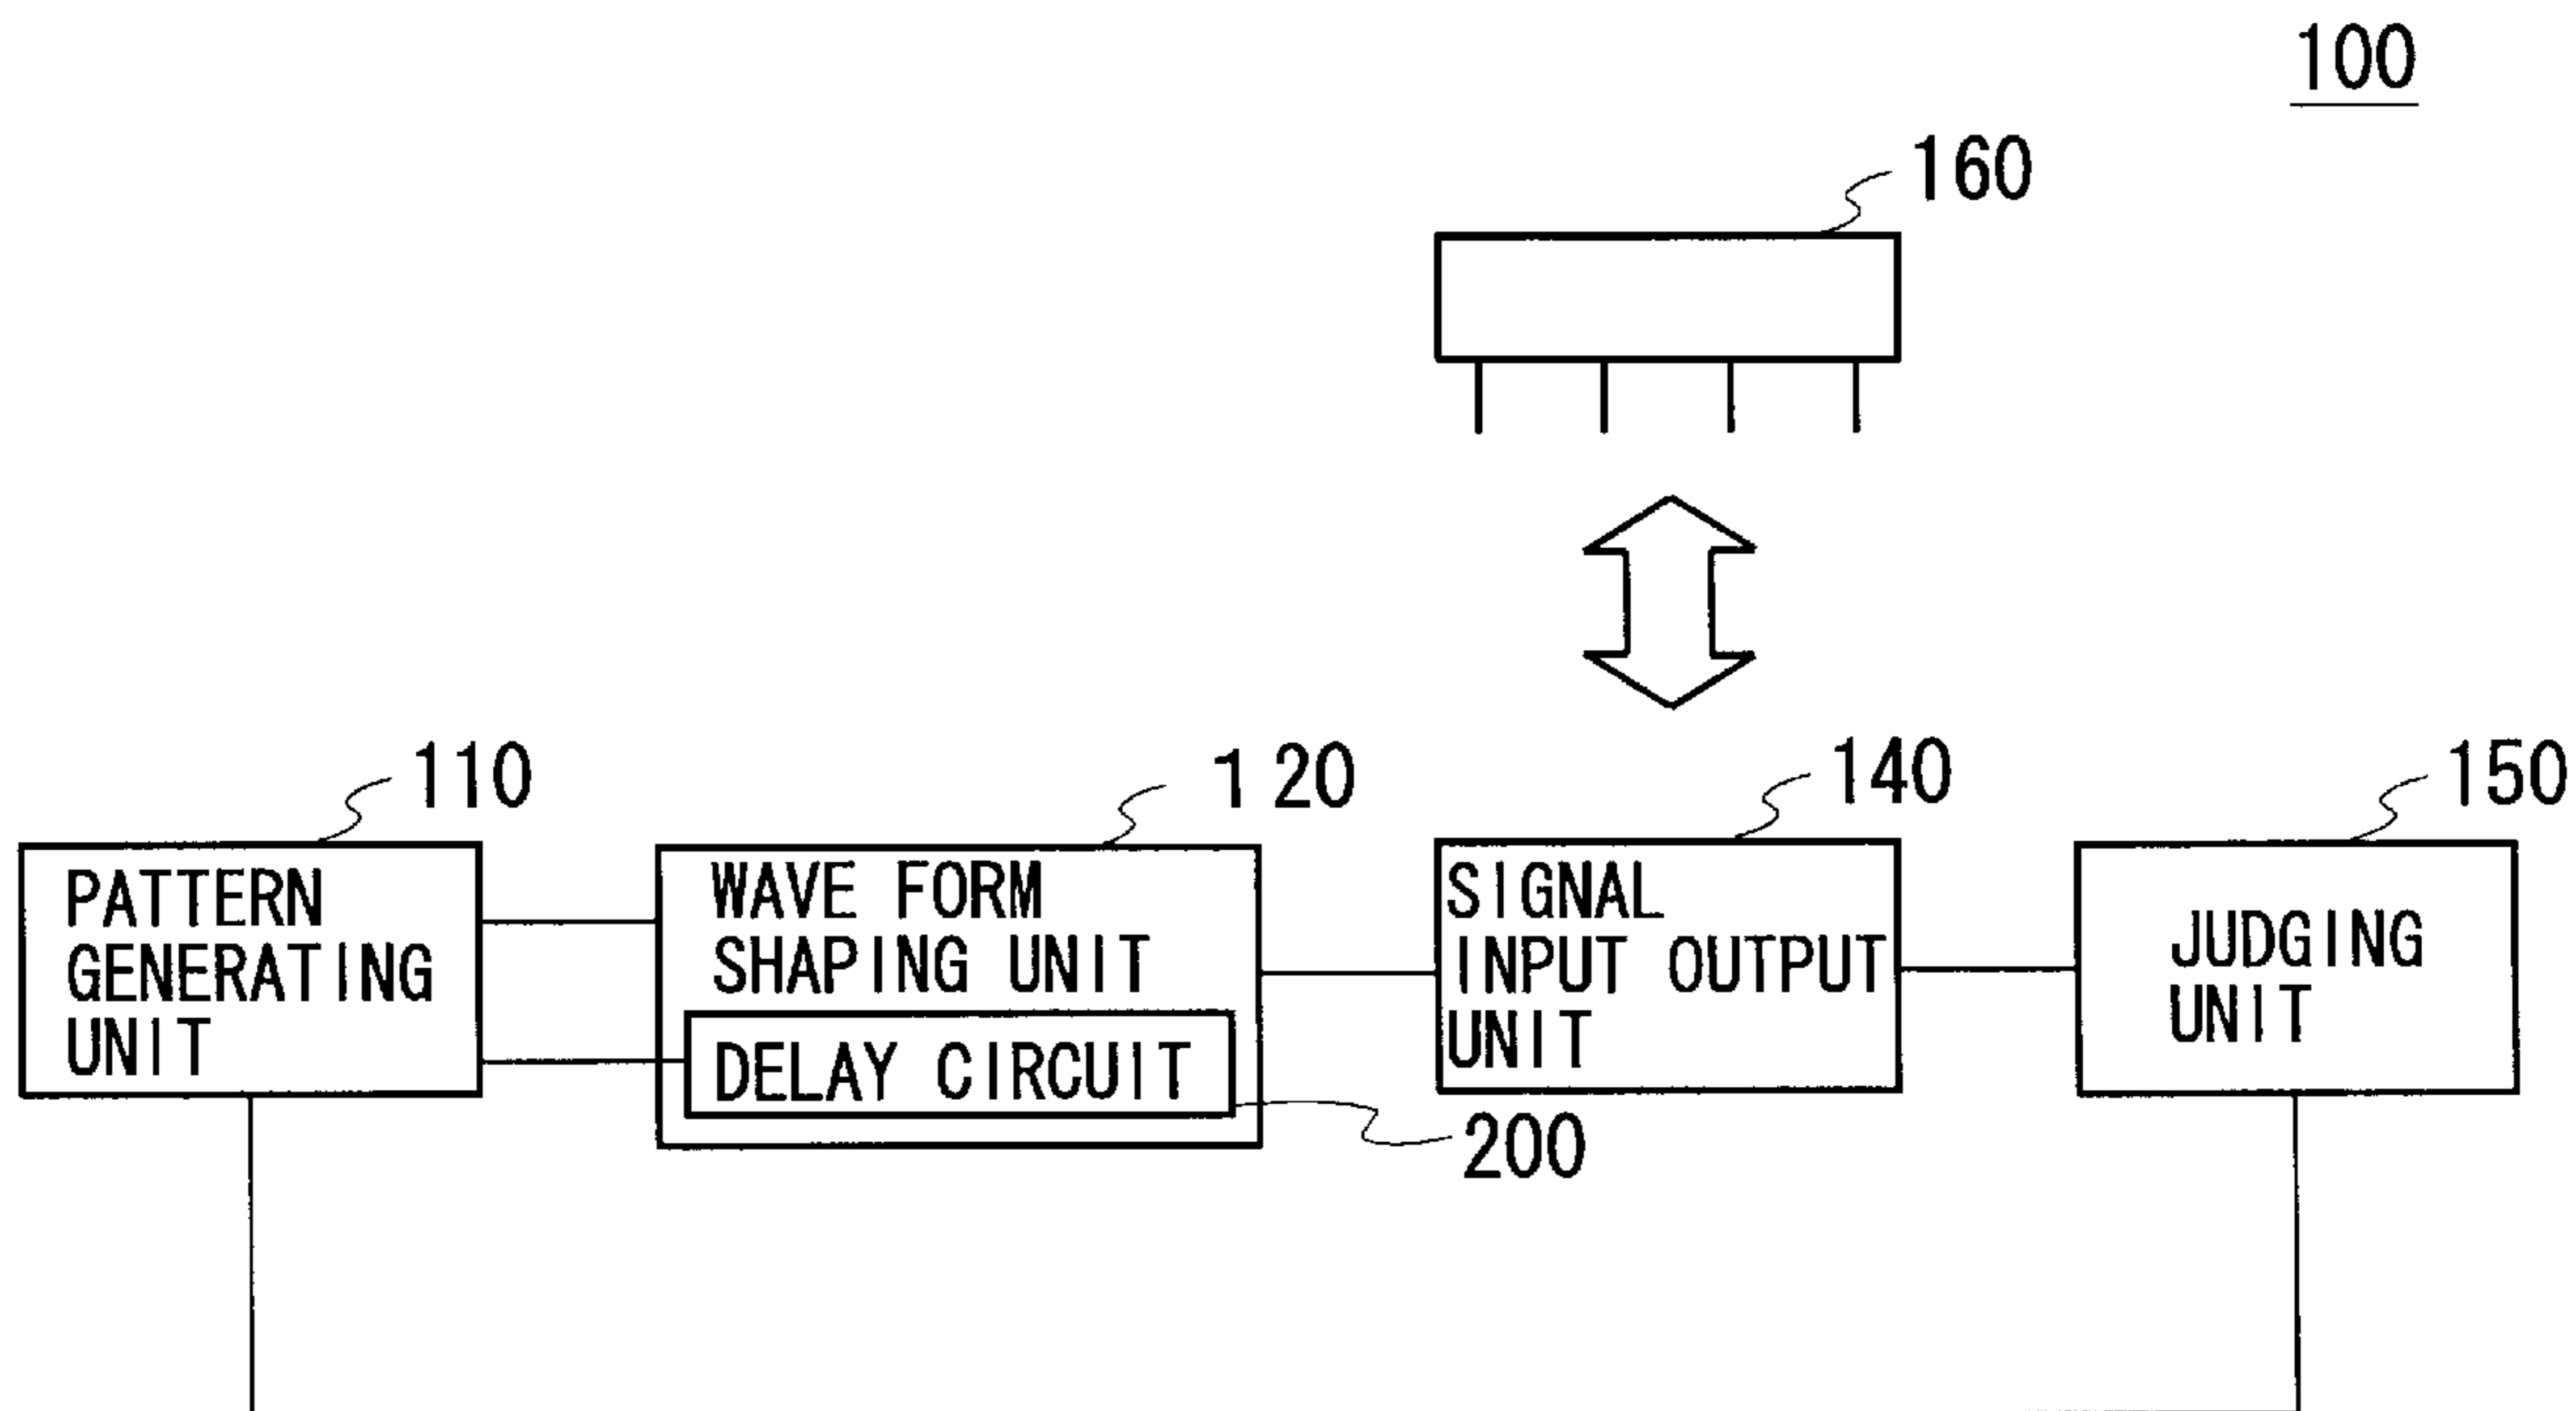 100
160
110
1 20
140
150
PATTERN
GENERATING
UNIT
WAVE FORM
SHAPING UNIT
DELAY CIRCUIT
SIGNAL
INPUT OUTPUT
UNIT
JUDGING
UNIT
200